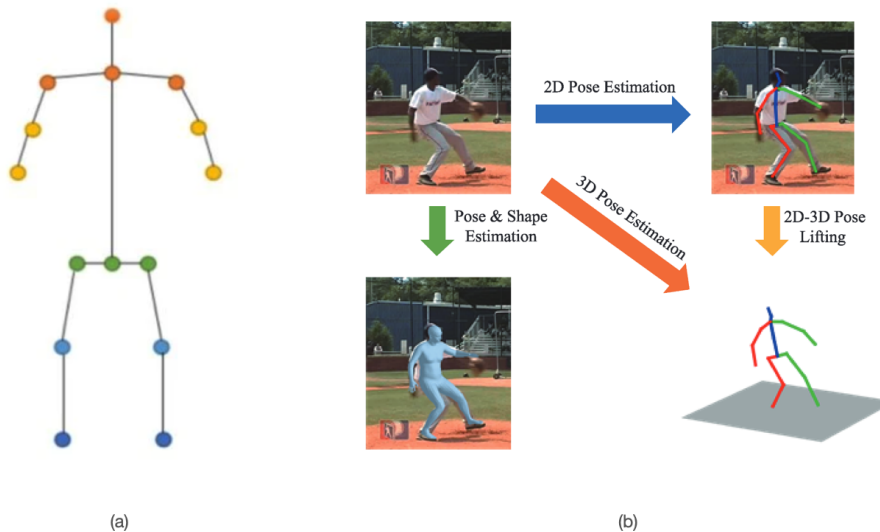 2D Pose Estimation
3D Pose Estimation
Pose & Shape
Estimation
2D-3D Pose
Lifting
(a)
(b)